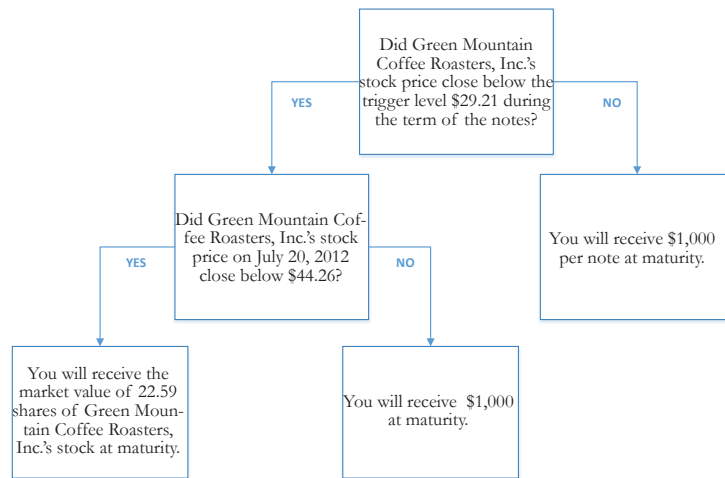 Did Green Mountain
Coffee Roasters, Inc.'s
stock price close below the
trigger level $29.21 during
the term of the notes?
YES
NO
Did Green Mountain Cof-
fee Roasters, Inc.'s stock
price on July 20, 2012
close below $44.26?
You will receive $1,000
per note at maturity.
YES
NO
You will receive the
market value of 22.59
shares of Green Moun-
tain Coffee Roasters,
Inc.'s stock at maturity.
You will receive  $1,000
at maturity.